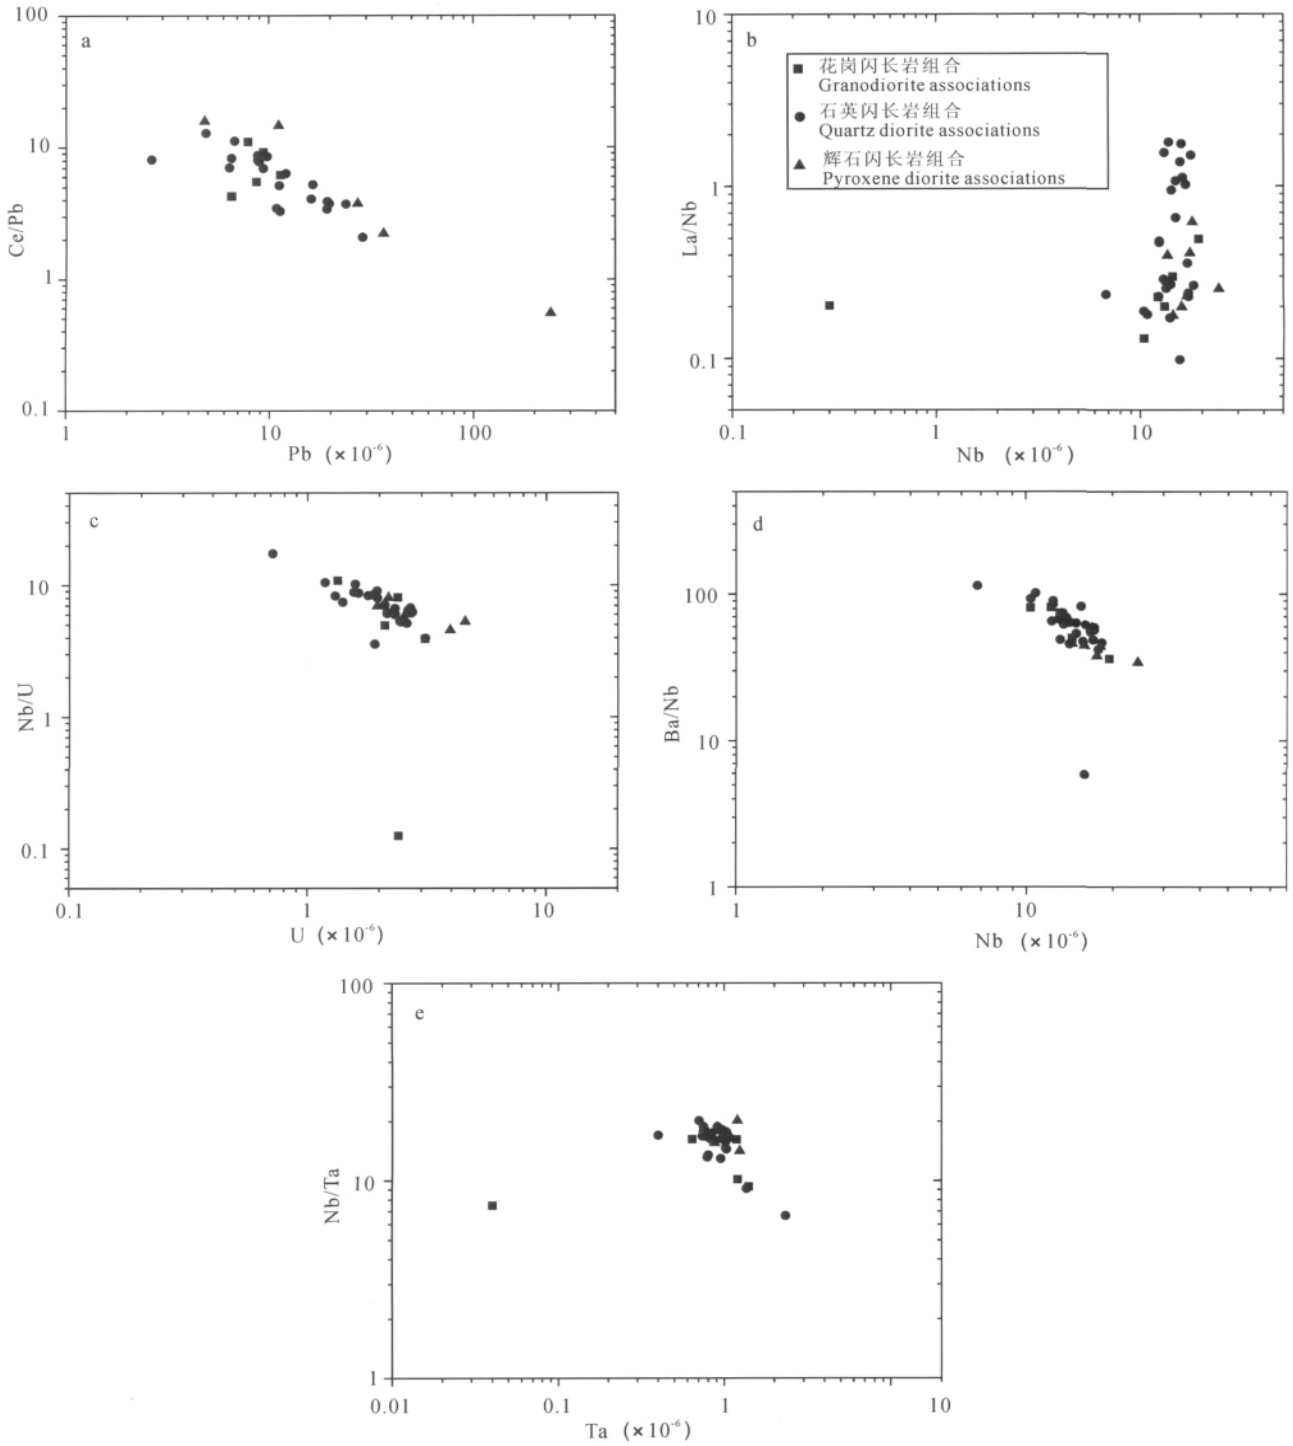 100
a
10
Ce/Pb
1
0.1
1
10
100
Pb (×10⁻⁶)
10
b
花岗闪长岩组合
Granodiorite associations
石英闪长岩组合
Quartz diorite associations
辉石闪长岩组合
Pyroxene diorite associations
1
La/Nb
0.1
0.1
1
10
Nb (×10⁻⁶)
c
10
Nb/U
1
0.1
0.1
1
10
U (×10⁻⁶)
d
100
Ba/Nb
10
1
1
10
Nb (×10⁻⁶)
100
e
Nb/Ta
10
1
0.01
0.1
1
10
Ta (×10⁻⁶)